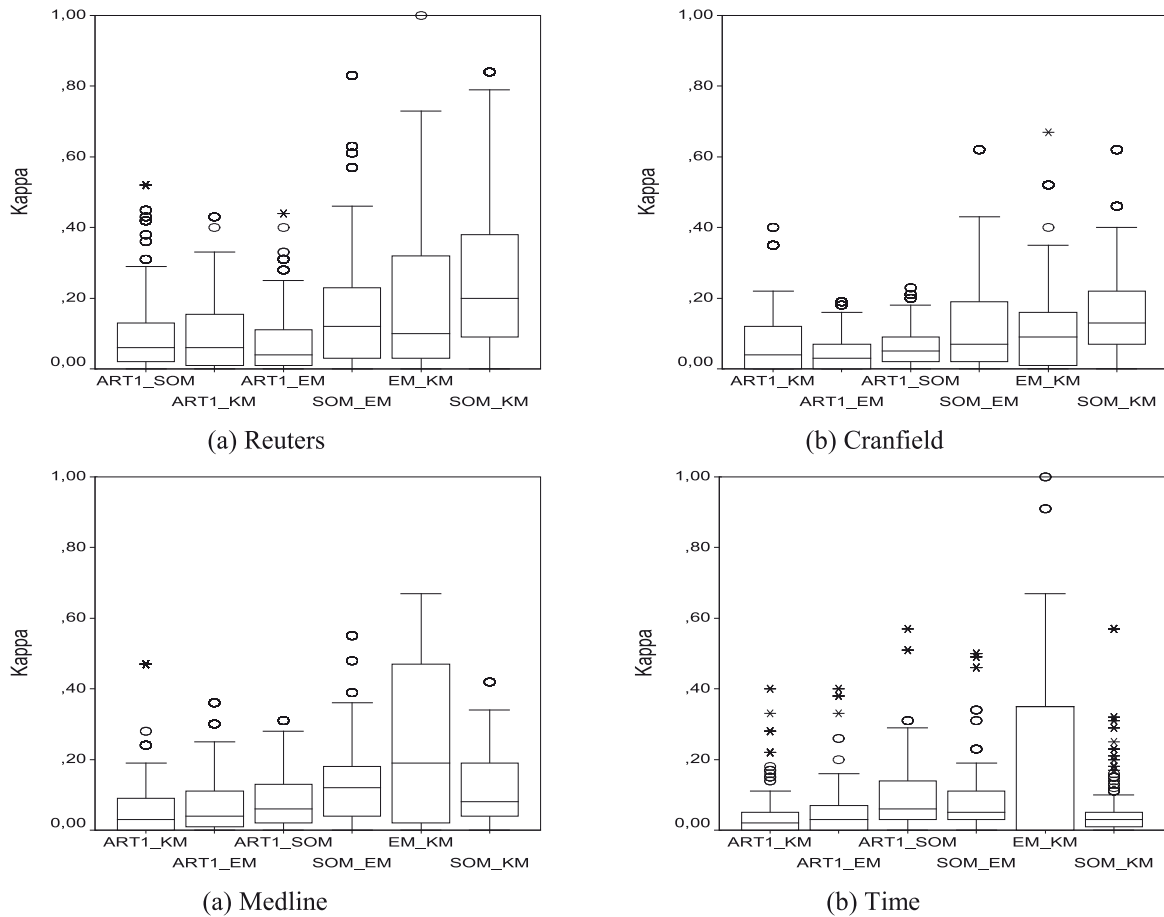 1,00
,80
,60
,40
,20
0,00
Kappa
ART1_SOM
ART1_EM
EM_KM
ART1_KM
SOM_EM
SOM_KM
(a) Reuters
1,00
,80
,60
,40
,20
0,00
Kappa
ART1_KM
ART1_SOM
EM_KM
ART1_EM
SOM_EM
SOM_KM
(b) Cranfield
1,00
,80
,60
,40
,20
0,00
Kappa
ART1_KM
ART1_SOM
EM_KM
ART1_EM
SOM_EM
SOM_KM
(a) Medline
1,00
,80
,60
,40
,20
0,00
Kappa
ART1_KM
ART1_SOM
EM_KM
ART1_EM
SOM_EM
SOM_KM
(b) Time